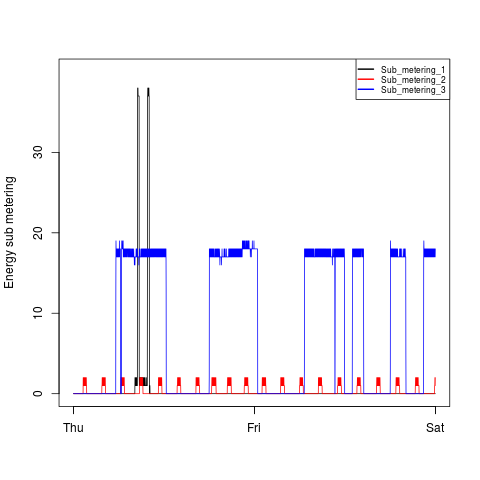 Sub_metering_1
Sub_metering_2
Sub_metering_3
Energy sub metering
30
20
10
0
Thu
Fri
Sat